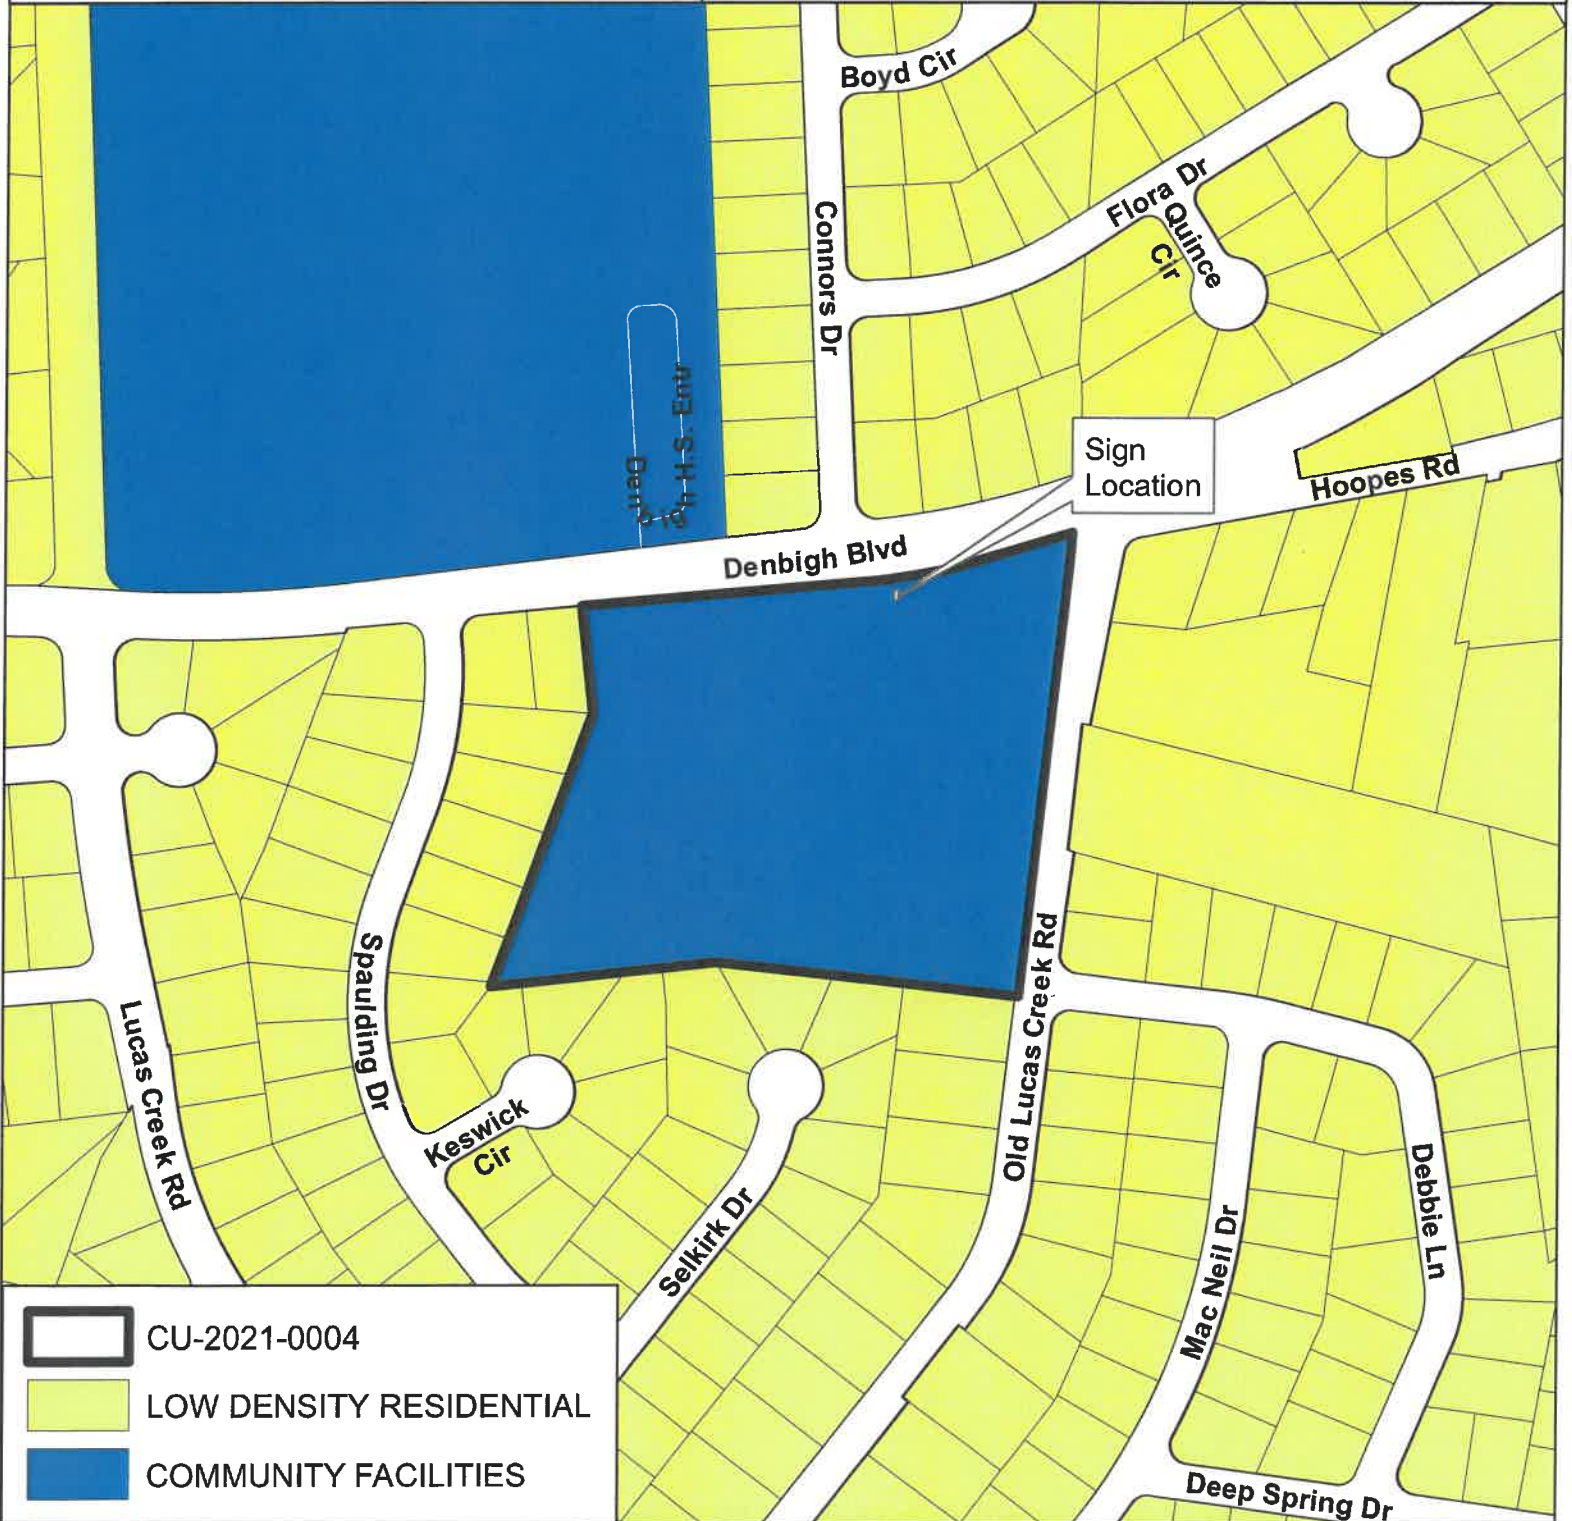 Boyd Cir
Flora Dr
Quince
Cir
Connors Dr
Sign
Location
Hoopes Rd
Denbigh H.S. Entr
Denbigh Blvd
Old Lucas Creek Rd
Spaulding Dr
Lucas Creek Rd
Keswick
Cir
Selkirk Dr
Mac Neil Dr
Debbie Ln
Deep Spring Dr
CU-2021-0004
LOW DENSITY RESIDENTIAL
COMMUNITY FACILITIES